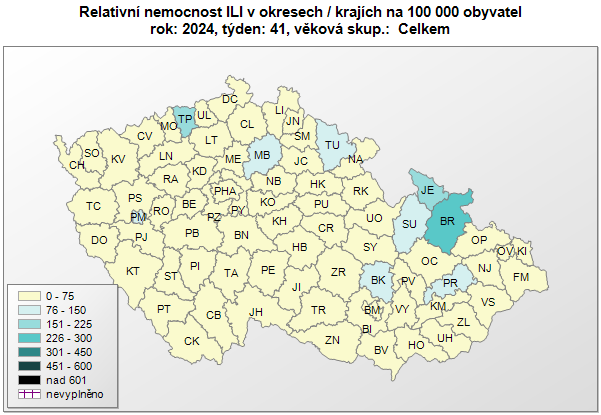 Relativní nemocnost ILI v okresech / krajích na 100 000 obyvatel
rok: 2024, týden: 41, věková skup.: Celkem
DC
LI
TP
UL
MO
JN
CL
SM
TU
CV
LT
SO
CH
KV
LN
ME
MB
JC
NA
RA
KD
NB
HK
RK
JE
TC
PS
RO
BE
PHA
KO
PU
UO
SU
BR
PM
PZ
PY
KH
CR
DO
PJ
PB
BN
HB
SY
OC
OP
OV
KI
KT
ST
PI
TA
PE
ZR
BK
PV
PR
NJ
FM
JI
PT
CB
JH
TR
BM
VY
KM
VS
BI
ZL
CK
ZN
BV
HO
UH
0 - 75
76 - 150
151 - 225
226 - 300
301 - 450
451 - 600
nad 601
nevyplněno